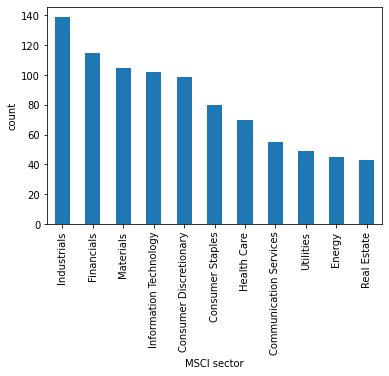 140
120
100
80
60
40
20
0
count
Industrials
Financials
Materials
Information Technology
Consumer Discretionary
Consumer Staples
Health Care
Communication Services
Utilities
Energy
Real Estate
MSCI sector